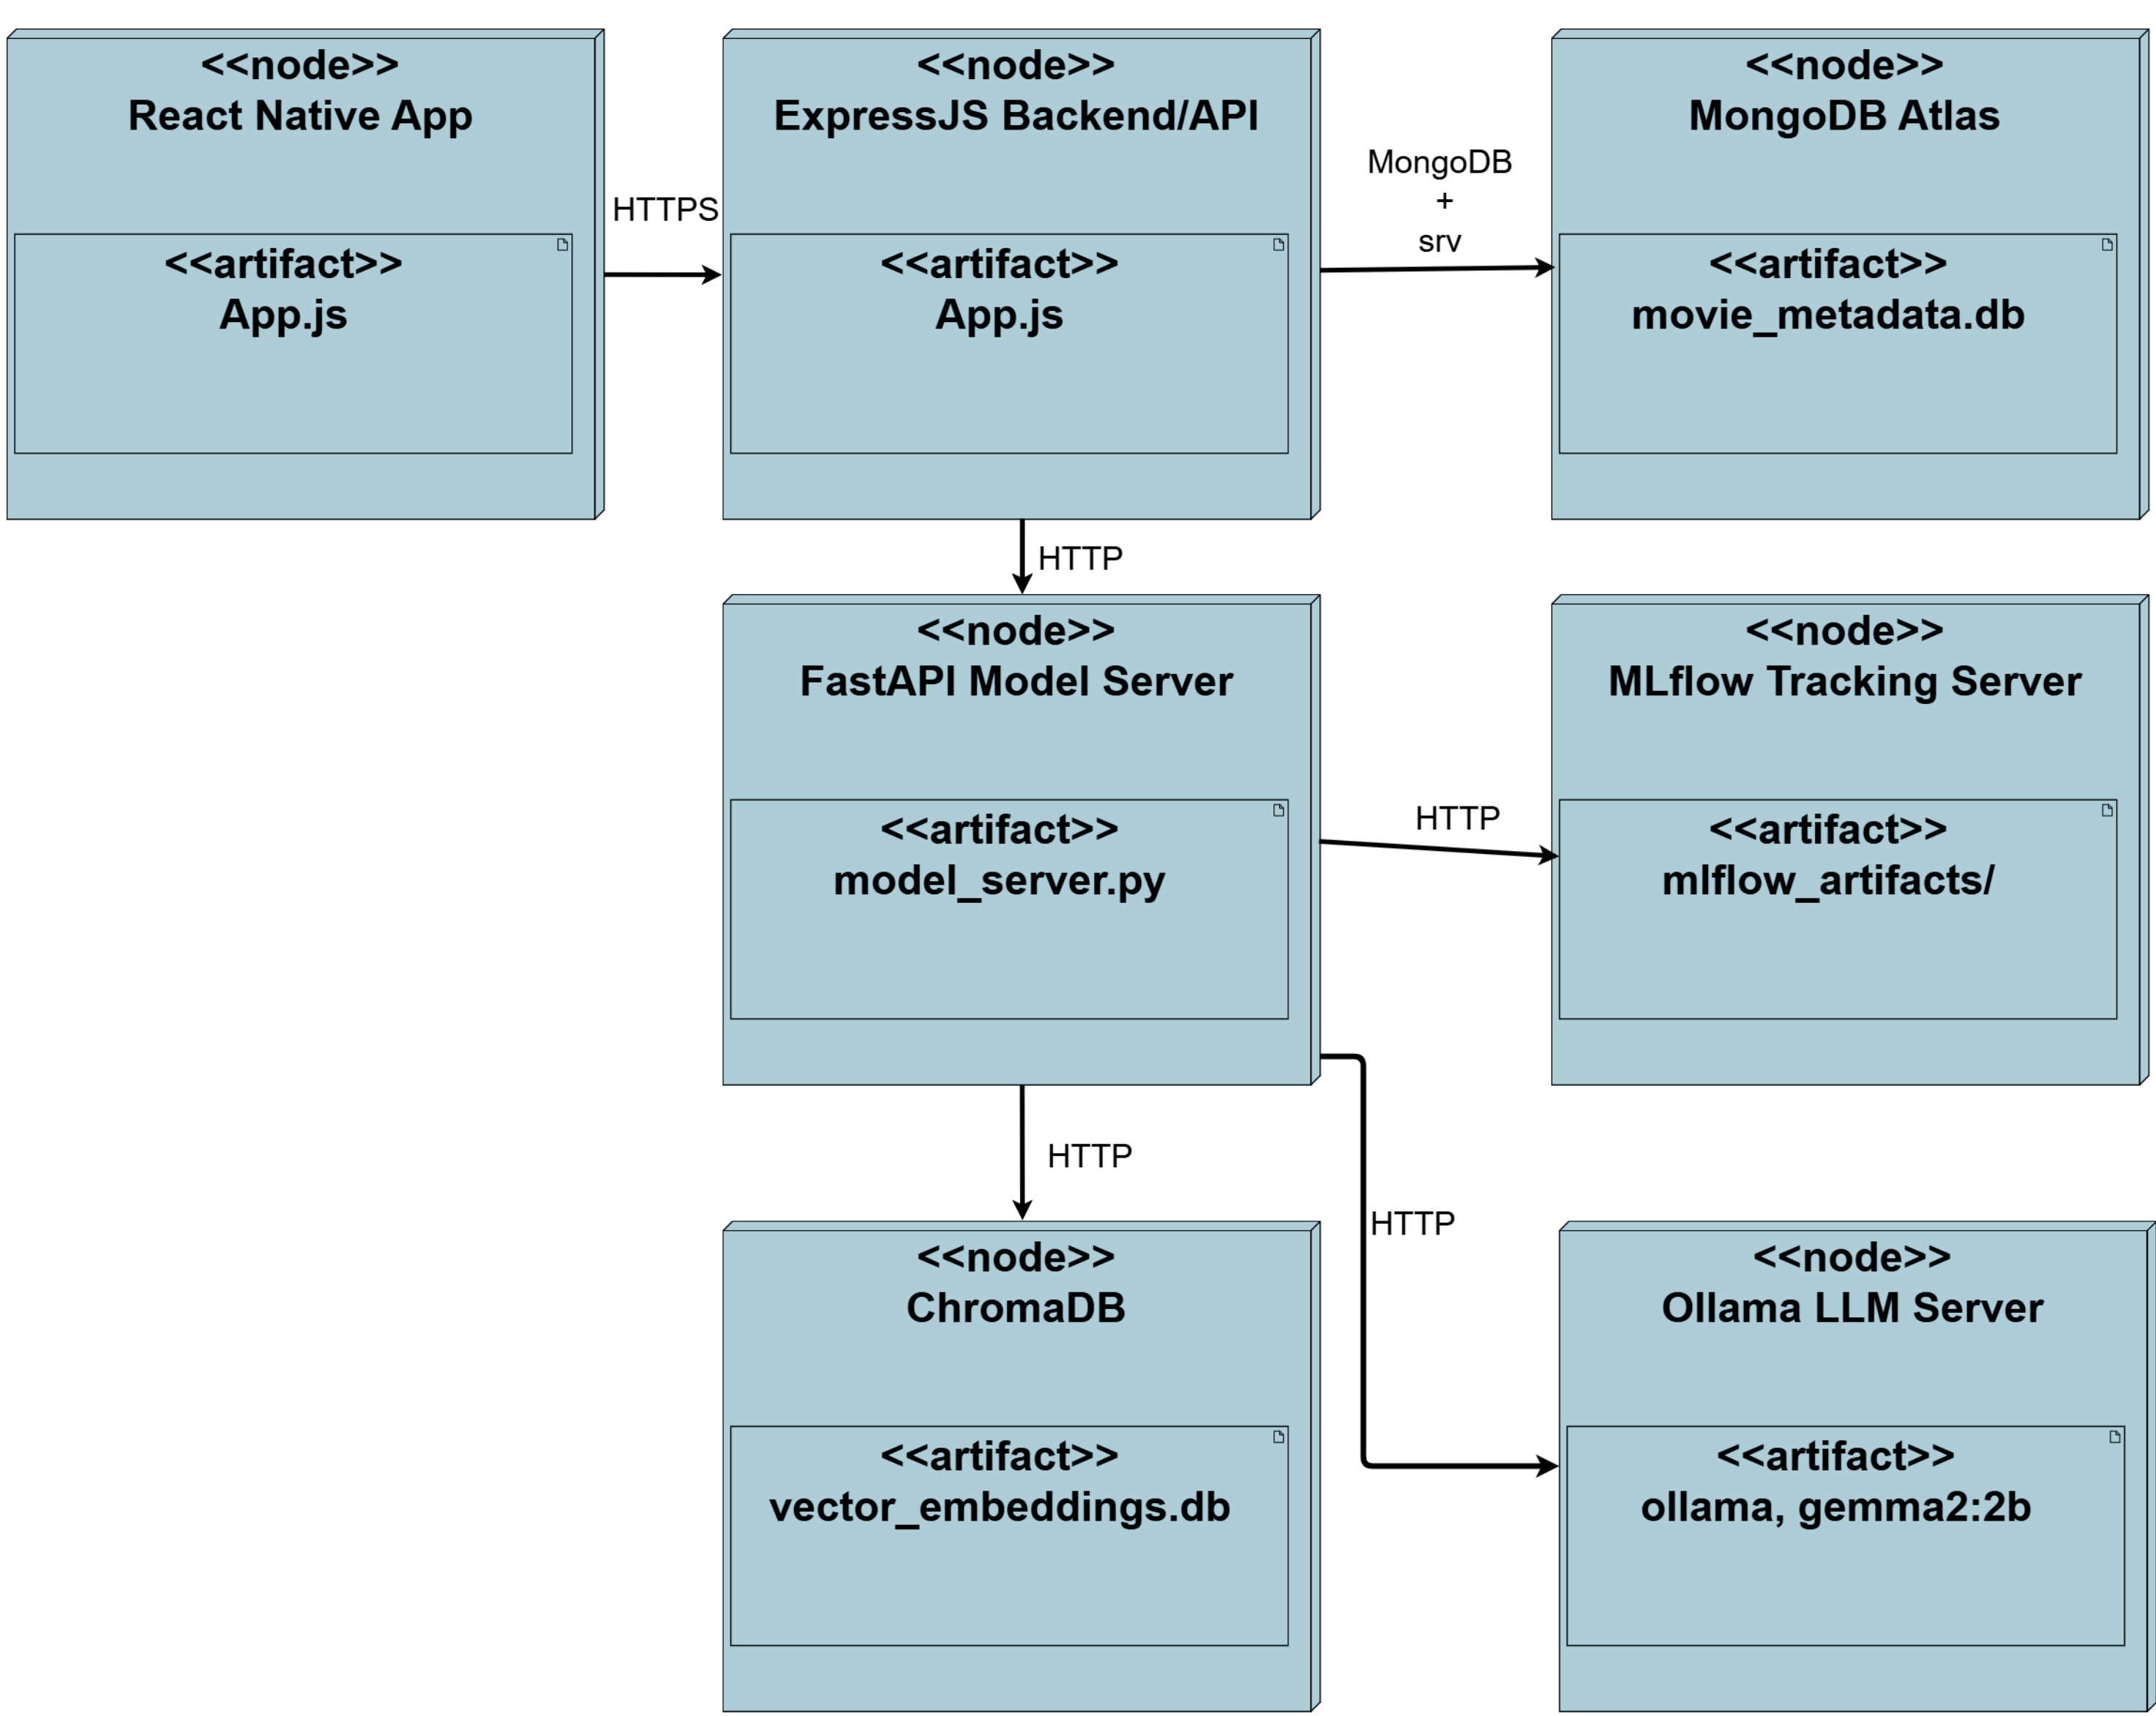 <<node>>
React Native App
<<artifact>>
App.js
HTTPS
<<node>>
ExpressJS Backend/API
<<artifact>>
App.js
MongoDB
+
srv
<<node>>
MongoDB Atlas
<<artifact>>
movie_metadata.db
HTTP
<<node>>
FastAPI Model Server
<<artifact>>
model_server.py
HTTP
<<node>>
MLflow Tracking Server
<<artifact>>
mlflow_artifacts/
HTTP
HTTP
<<node>>
ChromaDB
<<artifact>>
vector_embeddings.db
<<node>>
Ollama LLM Server
<<artifact>>
ollama, gemma2:2b